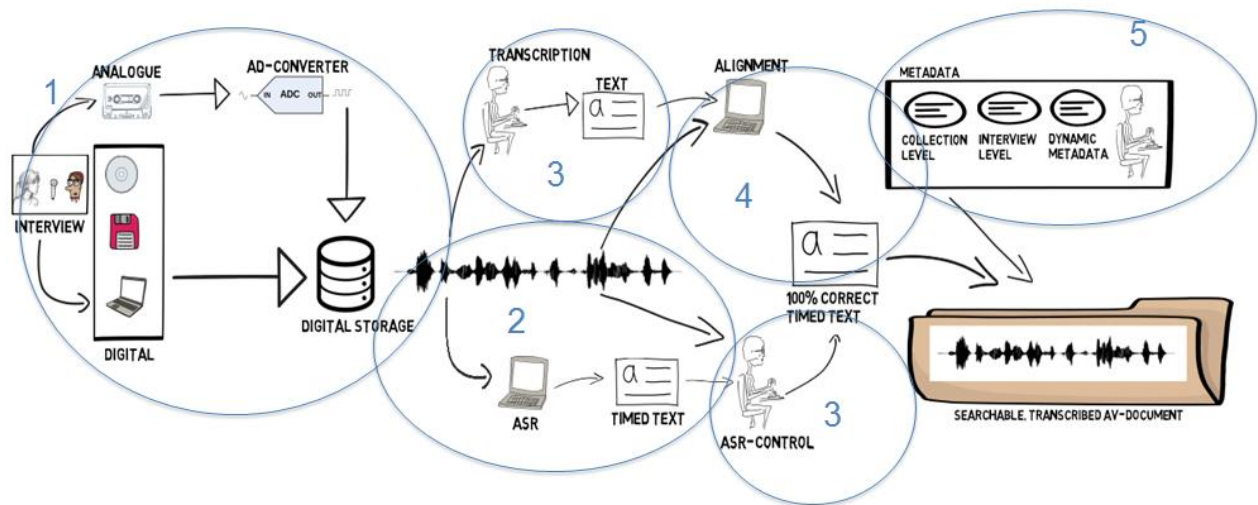 1
ANALOGUE
AD-CONVERTER
IN ADC OUT
INTERVIEW
DIGITAL
DIGITAL STORAGE
TRANSCRIPTION
TEXT
a
3
2
ASR
a
TIMED TEXT
ALIGNMENT
4
a
100% CORRECT
TIMED TEXT
ASR-CONTROL
3
5
METADATA
COLLECTION
LEVEL
INTERVIEW
LEVEL
DYNAMIC
METADATA
SEARCHABLE, TRANSCRIBED AV-DOCUMENT